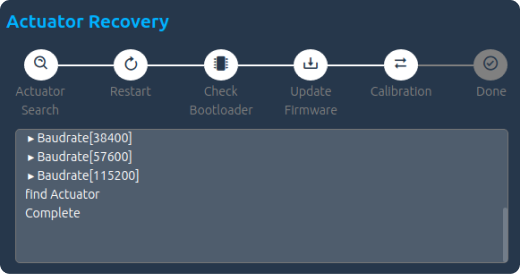 Actuator Recovery
Actuator Search
Restart
Check Bootloader
Update Firmware
Calibration
Done
▸ Baudrate[38400]
▸ Baudrate[57600]
▸ Baudrate[115200]
find Actuator
Complete